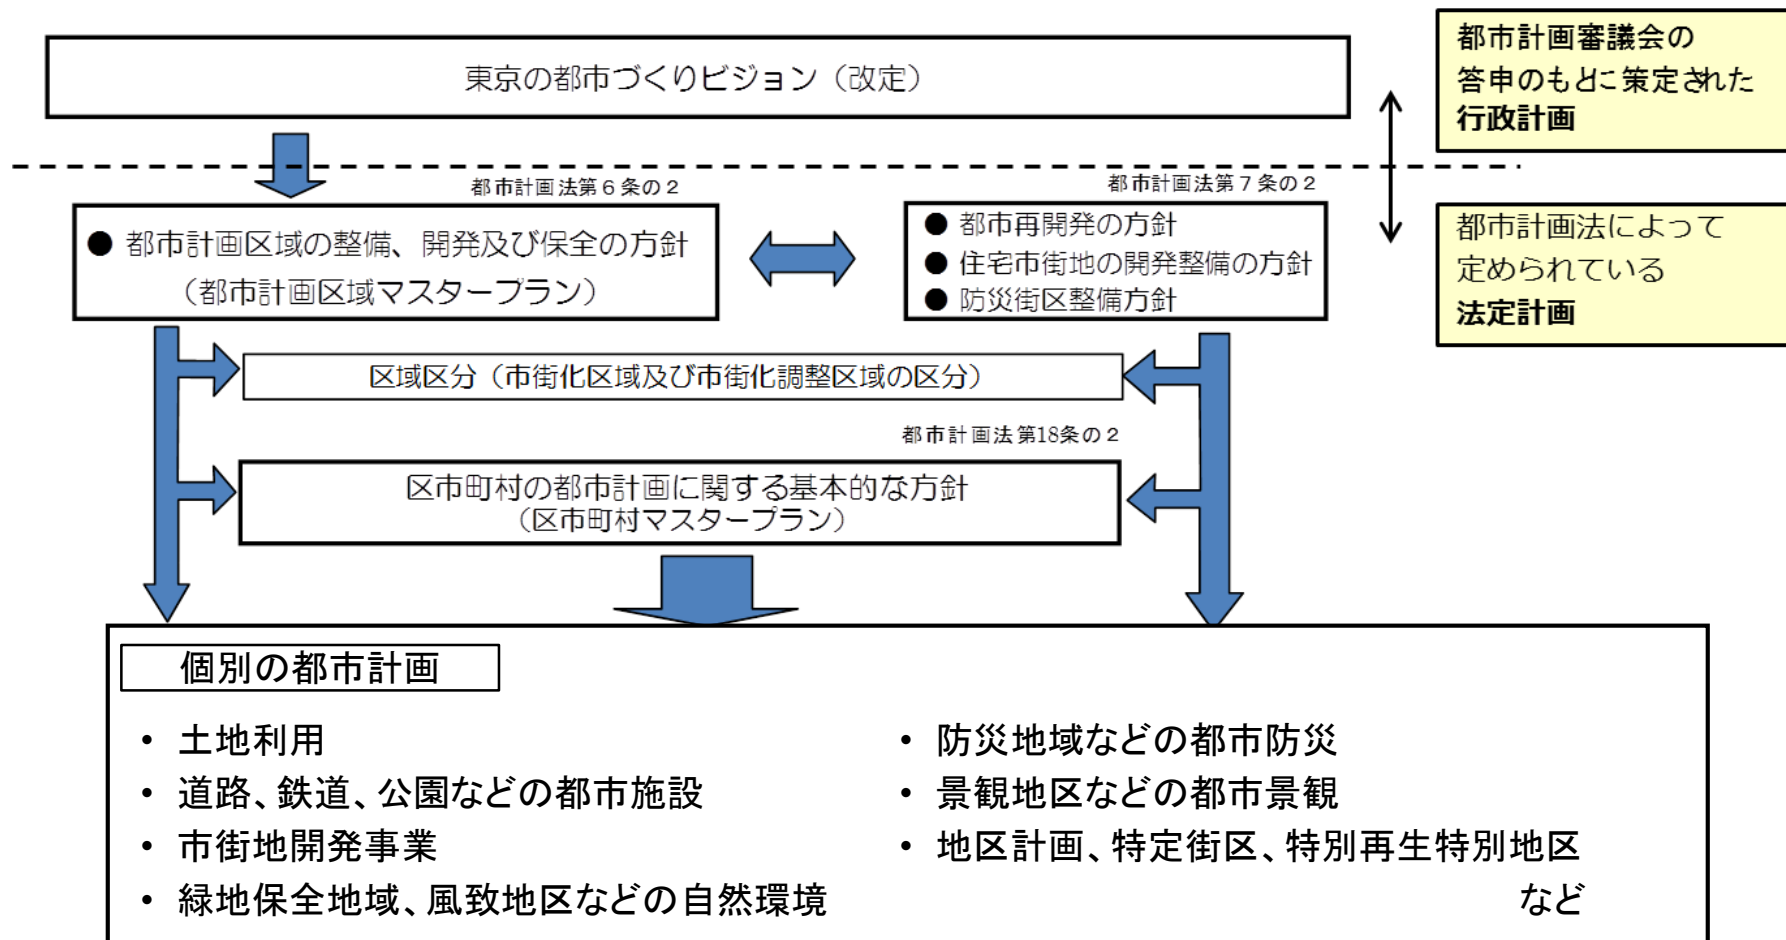 東京の都市づくりビジョン（改定）
都市計画審議会の
答申のもとに策定された
行政計画
都市計画法第６条の２
都市計画法第７条の２
● 都市計画区域の整備、開発及び保全の方針
（都市計画区域マスタープラン）
● 都市再開発の方針
● 住宅市街地の開発整備の方針
● 防災街区整備方針
都市計画法によって
定められている
法定計画
区域区分（市街化区域及び市街化調整区域の区分）
都市計画法第18条の２
区市町村の都市計画に関する基本的な方針
（区市町村マスタープラン）
個別の都市計画
・ 土地利用
・ 道路、鉄道、公園などの都市施設
・ 市街地開発事業
・ 緑地保全地域、風致地区などの自然環境
・ 防災地域などの都市防災
・ 景観地区などの都市景観
・ 地区計画、特定街区、特別再生特別地区
など